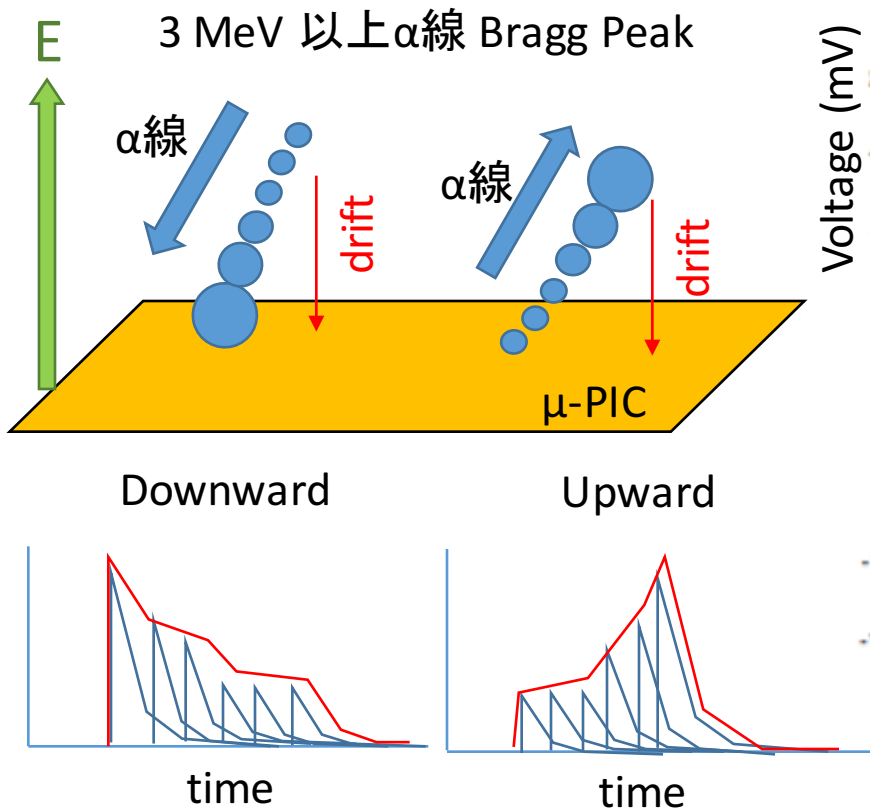 3 MeV 以上α線 Bragg Peak
E
α線
α線
drift
drift
μ-PIC
Voltage (mV)
Downward
Upward
time
time